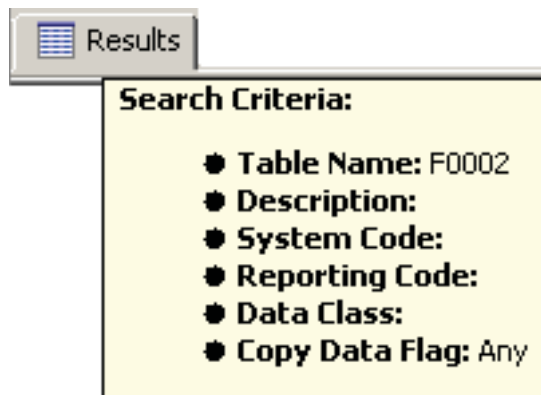 Results
Search Criteria:
Table Name: F0002
Description:
System Code:
Reporting Code:
Data Class:
Copy Data Flag: Any